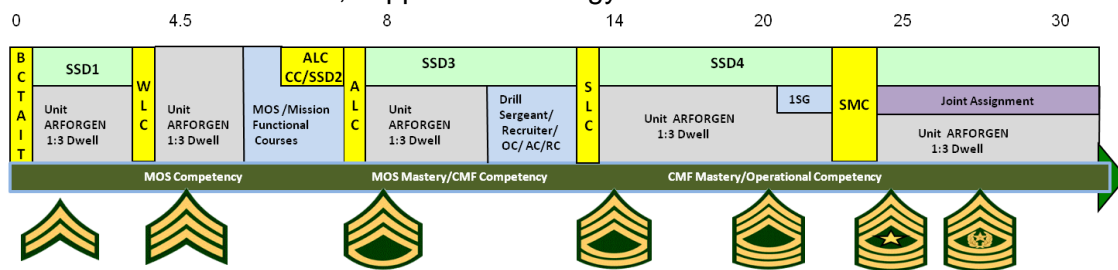 0 4.5 8 14 20 25 30
B
C
T
A
I
T
SSD1
Unit
ARFORGEN
1:3 Dwell
W
L
C
Unit
ARFORGEN
1:3 Dwell
MOS /Mission
Functional
Courses
ALC
CC/SSD2
A
L
C
SSD3
Unit
ARFORGEN
1:3 Dwell
Drill
Sergeant/
Recruiter/
OC/ AC/RC
S
L
C
SSD4
Unit ARFORGEN
1:3 Dwell
1SG
SMC
Joint Assignment
Unit ARFORGEN
1:3 Dwell
MOS Competency MOS Mastery/CMF Competency CMF Mastery/Operational Competency